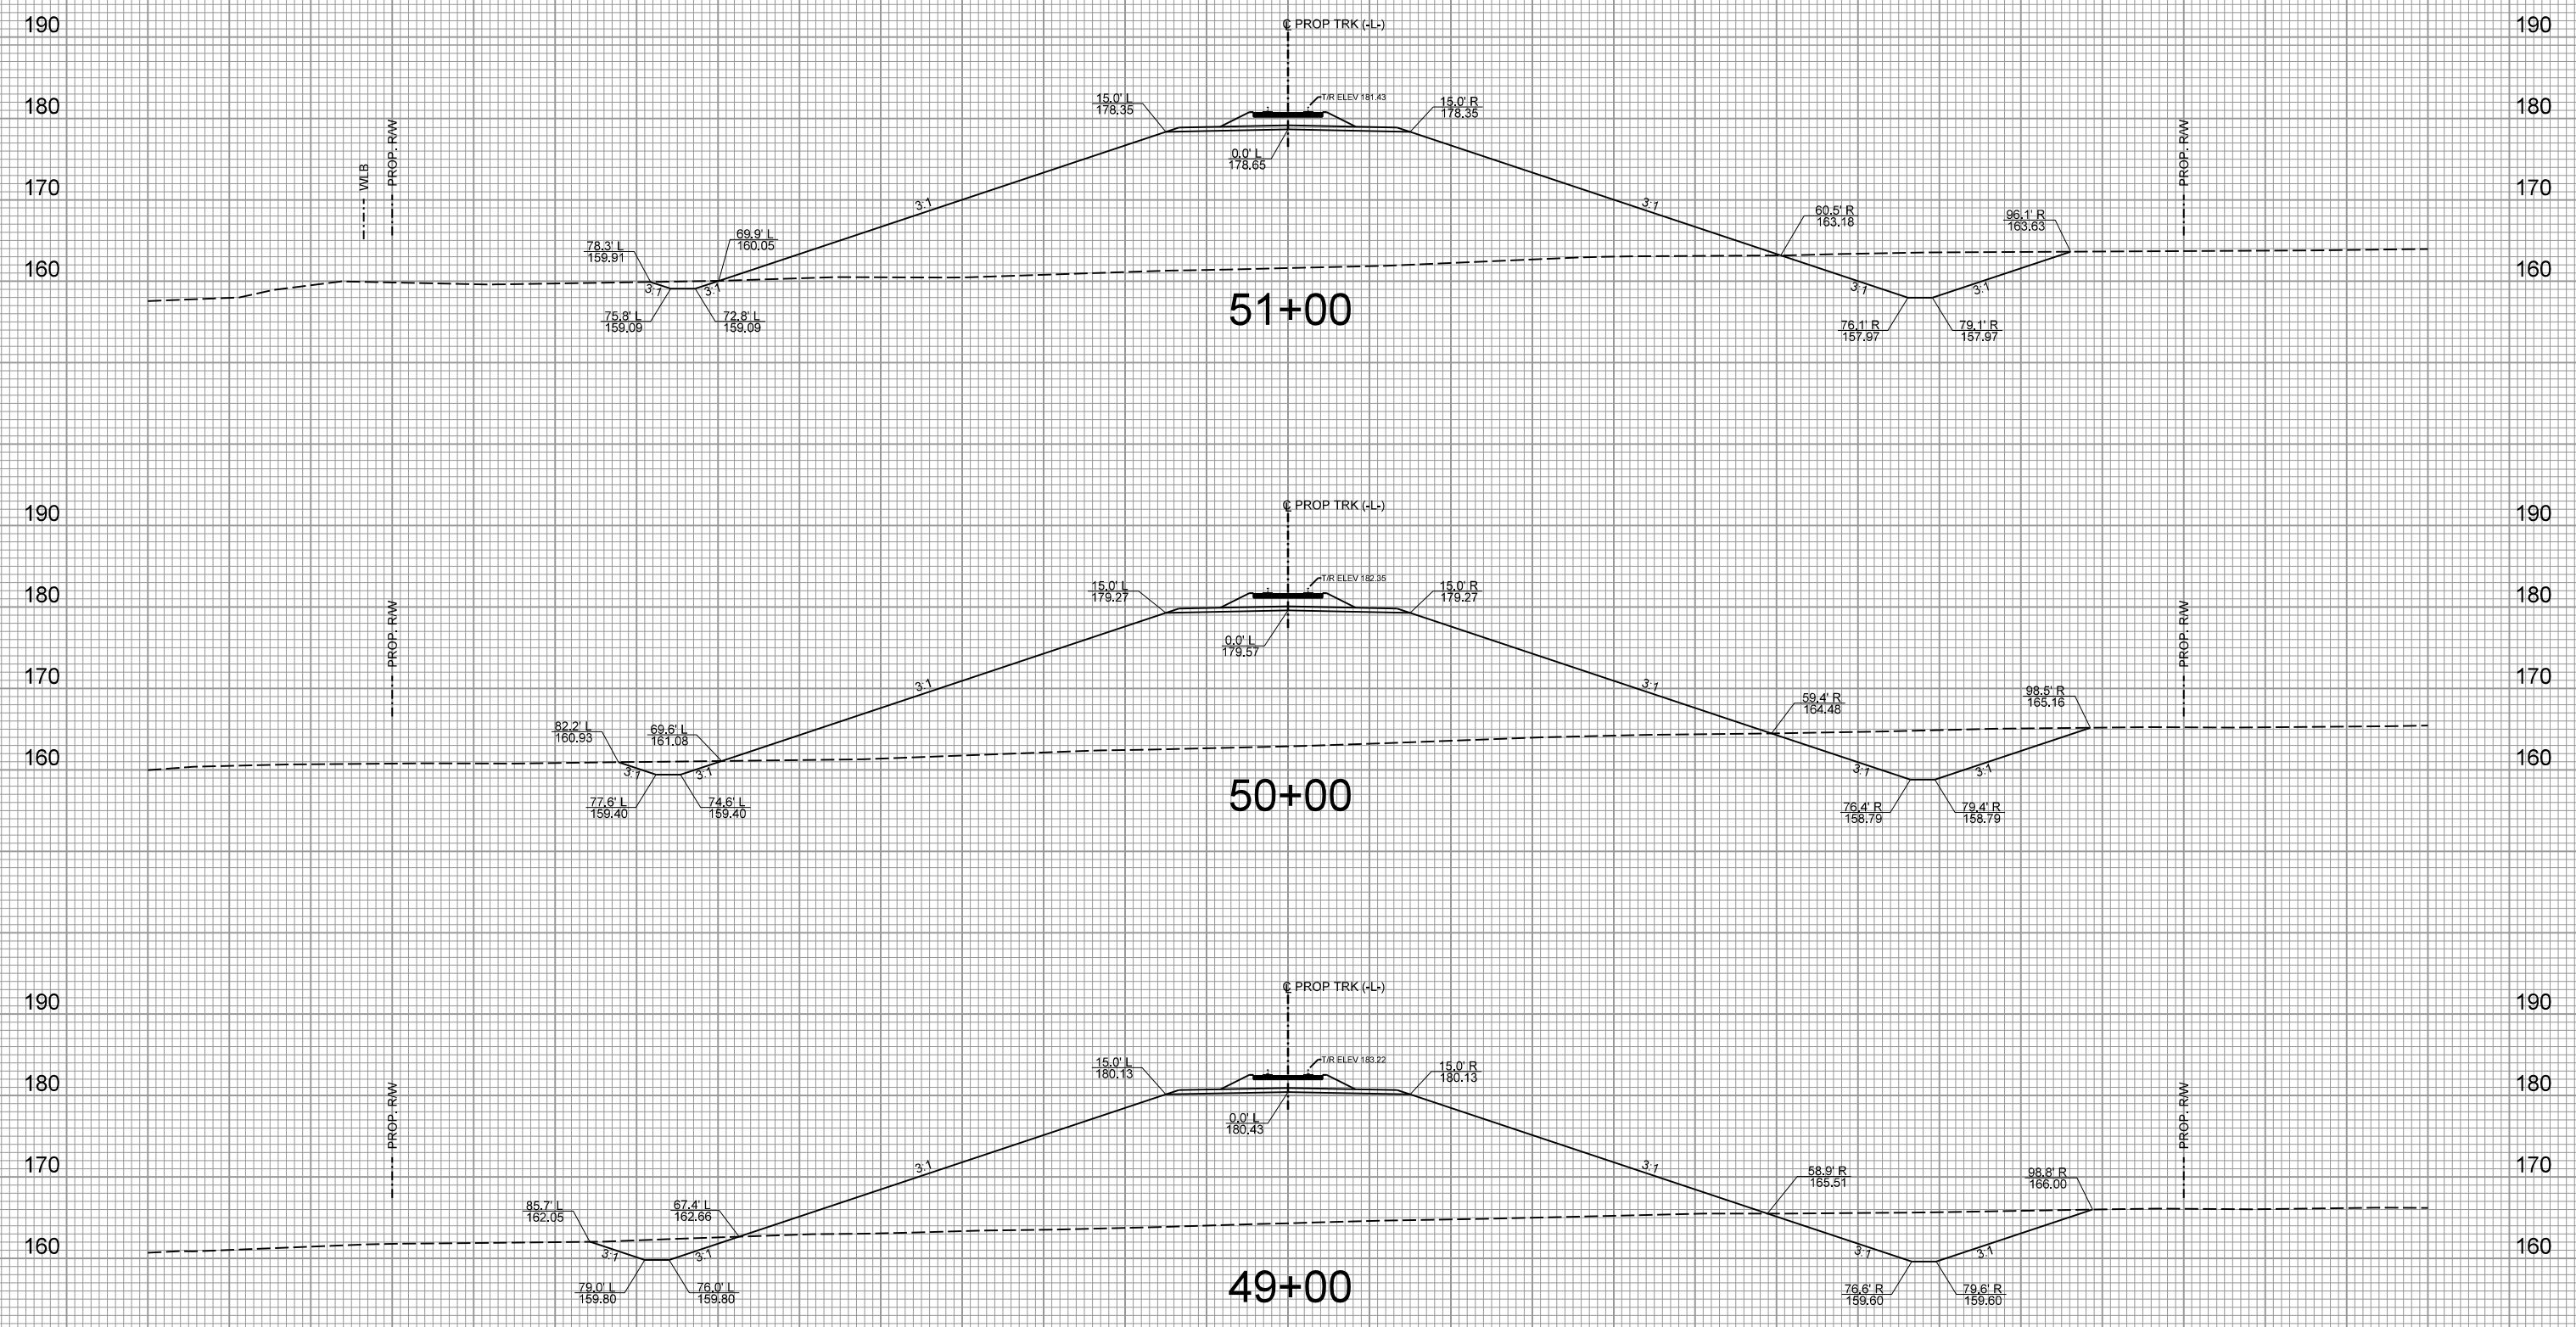 190
℄ PROP TRK (-L-)
190
180
15.0' L
178.35
T/R ELEV 181.43
15.0' R
178.35
180
PROP. R/W
PROP. R/W
WLB
0.0' L
178.65
170
3:1
3:1
170
60.5' R
163.18
96.1' R
163.63
78.3' L
159.91
69.9' L
160.05
160
160
3:1
3:1
3:1
3:1
75.8' L
159.09
72.8' L
159.09
51+00
76.1' R
157.97
79.1' R
157.97
190
℄ PROP TRK (-L-)
190
180
15.0' L
179.27
T/R ELEV 182.35
15.0' R
179.27
180
PROP. R/W
PROP. R/W
0.0' L
179.57
170
3:1
3:1
170
82.2' L
160.93
69.6' L
161.08
59.4' R
164.48
98.5' R
165.16
160
160
3:1
3:1
3:1
3:1
77.6' L
159.40
74.6' L
159.40
50+00
76.4' R
158.79
79.4' R
158.79
190
℄ PROP TRK (-L-)
190
180
15.0' L
180.13
T/R ELEV 183.22
15.0' R
180.13
180
PROP. R/W
PROP. R/W
0.0' L
180.43
170
3:1
3:1
170
85.7' L
162.05
67.4' L
162.66
58.9' R
165.51
98.8' R
166.00
160
160
3:1
3:1
3:1
3:1
79.0' L
159.80
76.0' L
159.80
49+00
76.6' R
159.60
79.6' R
159.60